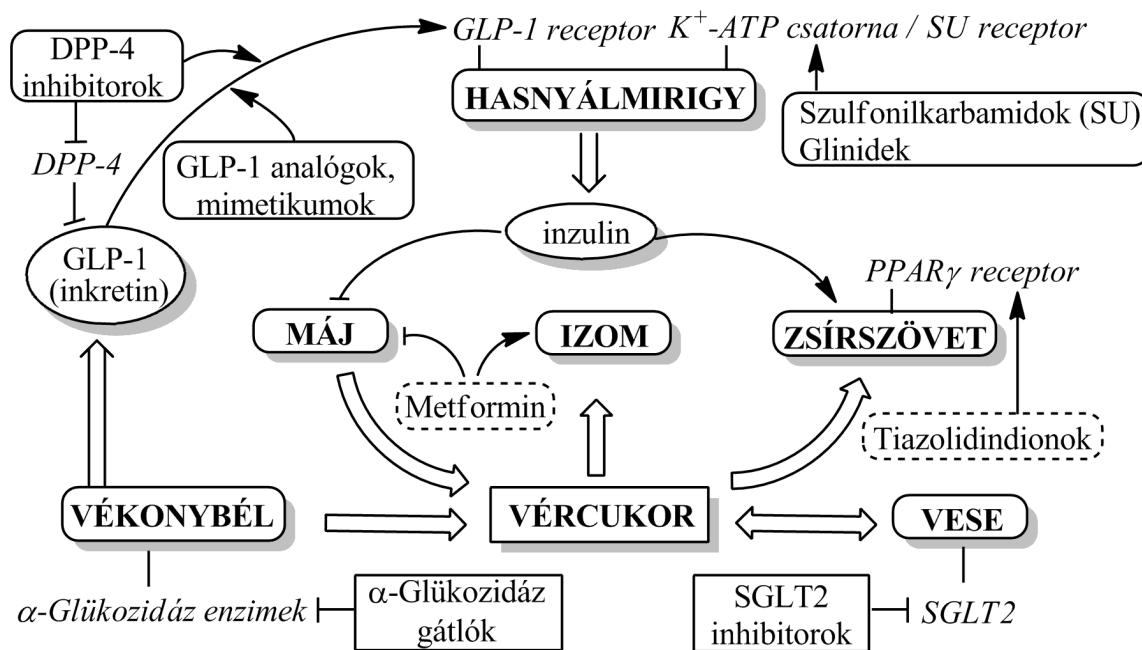 GLP-1 receptor K⁺-ATP csatorna / SU receptor
DPP-4
inhibitorok
HASNYÁLMIRIGY
Szulfonilkarbamidok (SU)
Glinidek
DPP-4
GLP-1 analógok,
mimetikumok
inzulin
GLP-1
(inkretin)
PPARγ receptor
MÁJ
IZOM
ZSÍRSZÖVET
Metformin
Tiazolidindionok
VÉKONYBÉL
VÉRCUKOR
VESE
α-Glükozidáz enzimek
α-Glükozidáz
gátlók
SGLT2
inhibitorok
SGLT2